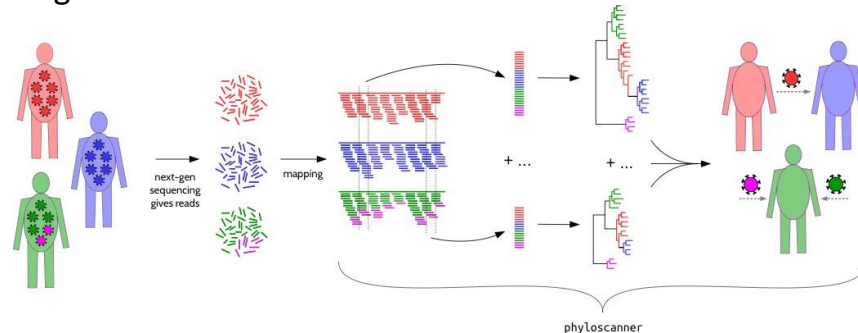 next-gen
sequencing
gives reads
mapping
+ ...
+ ...
phyloscanner